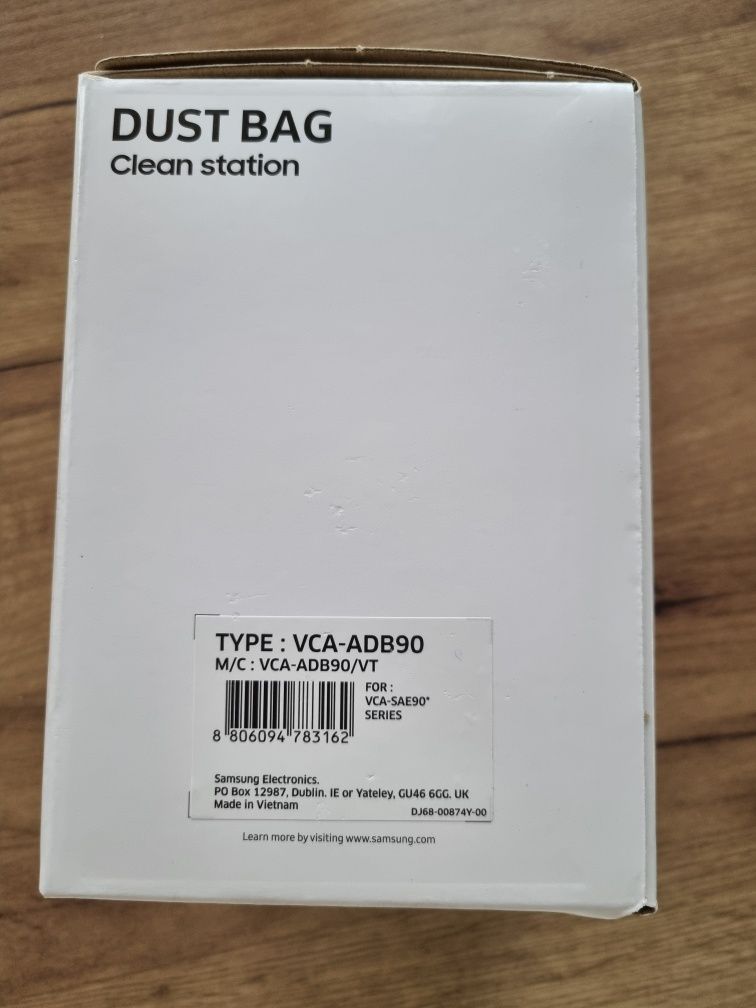 DUST BAG
Clean station
TYPE : VCA-ADB90
M/C : VCA-ADB90/VT
FOR :
VCA-SAE90*
SERIES
8 806094 783162
Samsung Electronics.
PO Box 12987, Dublin. IE or Yateley, GU46 6GG. UK
Made in Vietnam
DJ68-00874Y-00
Learn more by visiting www.samsung.com